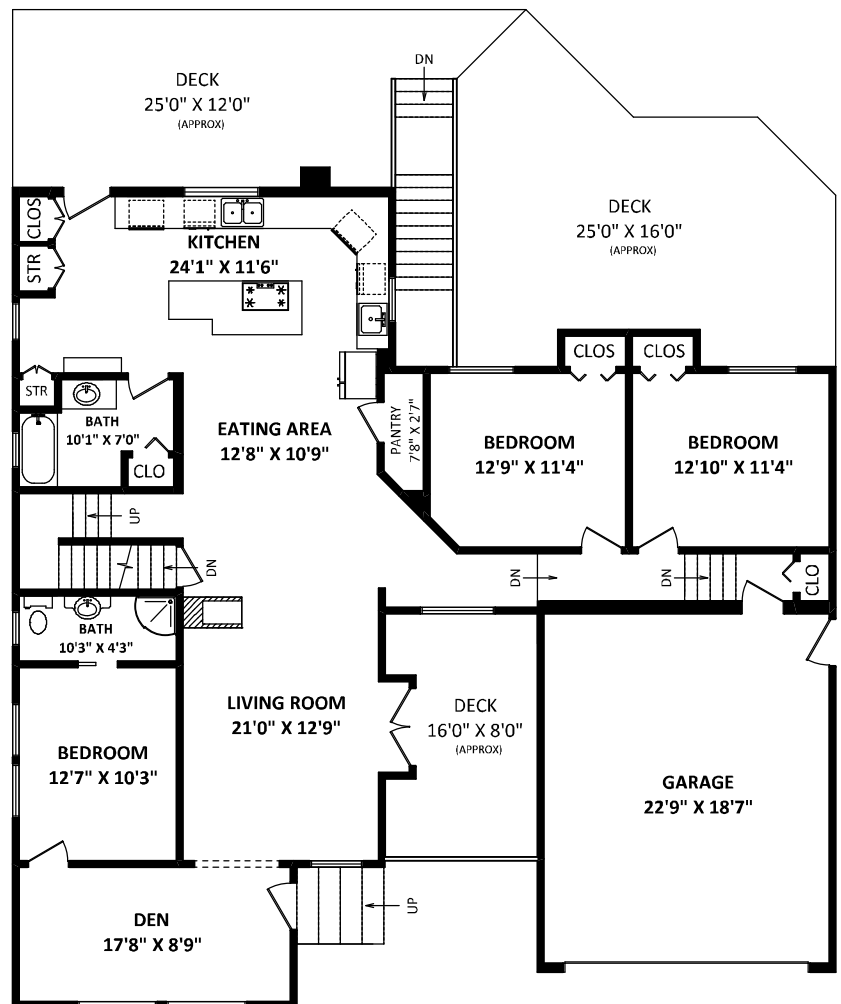 DN
DECK
25'0" X 12'0"
(APPROX)
DECK
25'0" X 16'0"
(APPROX)
CLOS
KITCHEN
24'1" X 11'6"
STR
CLOS
CLOS
STR
BATH
10'1" X 7'0"
CLO
EATING AREA
12'8" X 10'9"
PANTRY
7'8" X 2'7"
BEDROOM
12'9" X 11'4"
BEDROOM
12'10" X 11'4"
UP
DN
DN
DN
CLO
BATH
10'3" X 4'3"
LIVING ROOM
21'0" X 12'9"
DECK
16'0" X 8'0"
(APPROX)
BEDROOM
12'7" X 10'3"
GARAGE
22'9" X 18'7"
UP
DEN
17'8" X 8'9"